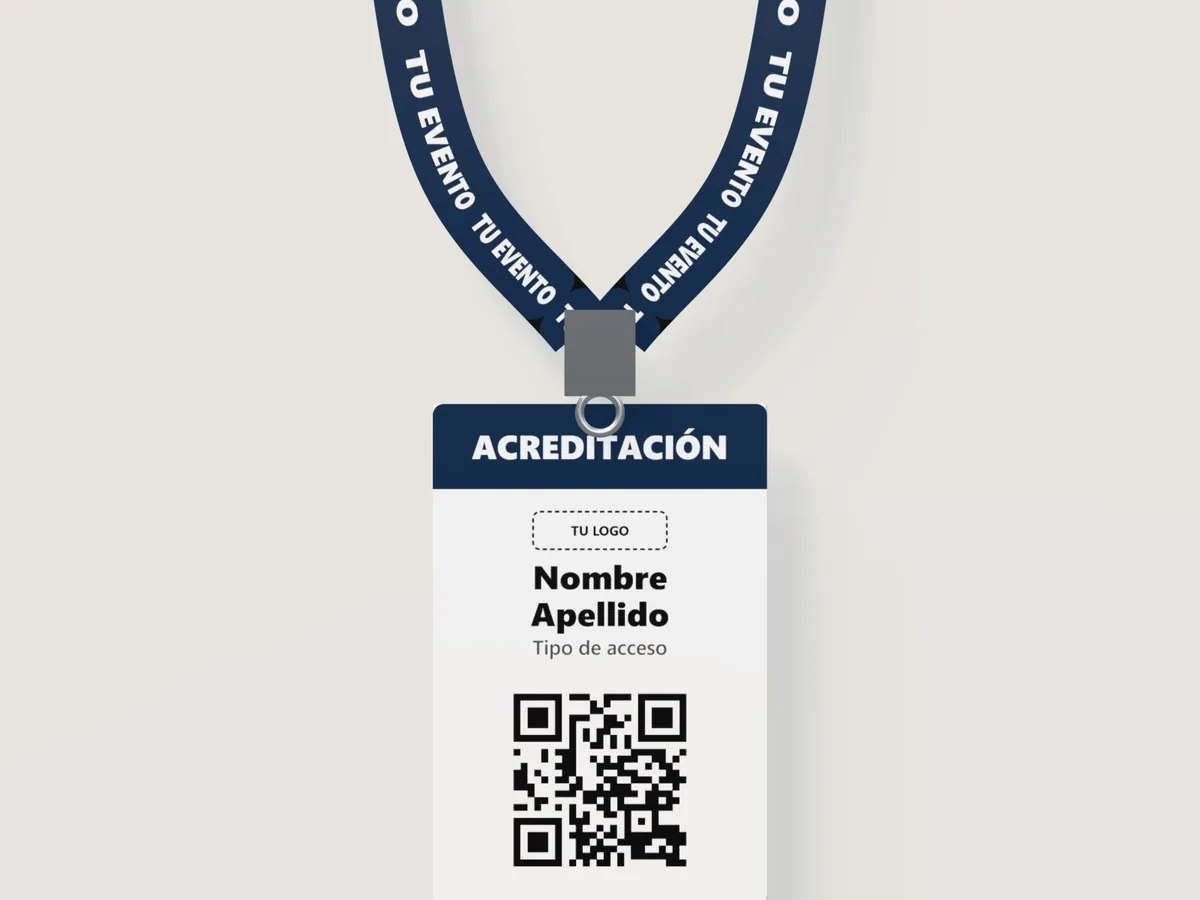 O TU EVENTO TU EVENTO
O TU EVENTO TU EVENTO
ACREDITACIÓN
TU LOGO
Nombre
Apellido
Tipo de acceso